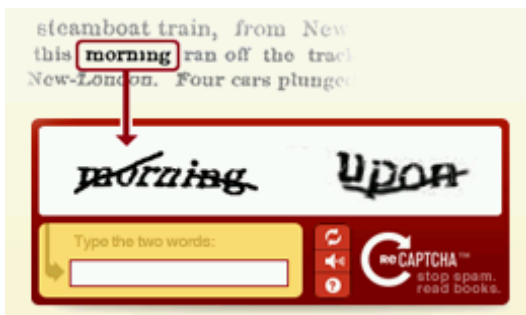 steamboat train, from New
this morning ran off the trac
New-London. Four cars plunged
morning upon
Type the two words:
ReCAPTCHA™
stop spam.
read books.